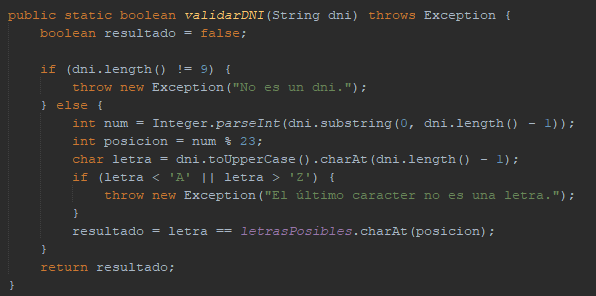 public static boolean validarDNI(String dni) throws Exception {
    boolean resultado = false;

    if (dni.length() != 9) {
        throw new Exception("No es un dni.");
    } else {
        int num = Integer.parseInt(dni.substring(0, dni.length() - 1));
        int posicion = num % 23;
        char letra = dni.toUpperCase().charAt(dni.length() - 1);
        if (letra < 'A' || letra > 'Z') {
            throw new Exception("El último caracter no es una letra.");
        }
        resultado = letra == letrasPosibles.charAt(posicion);
    }
    return resultado;
}